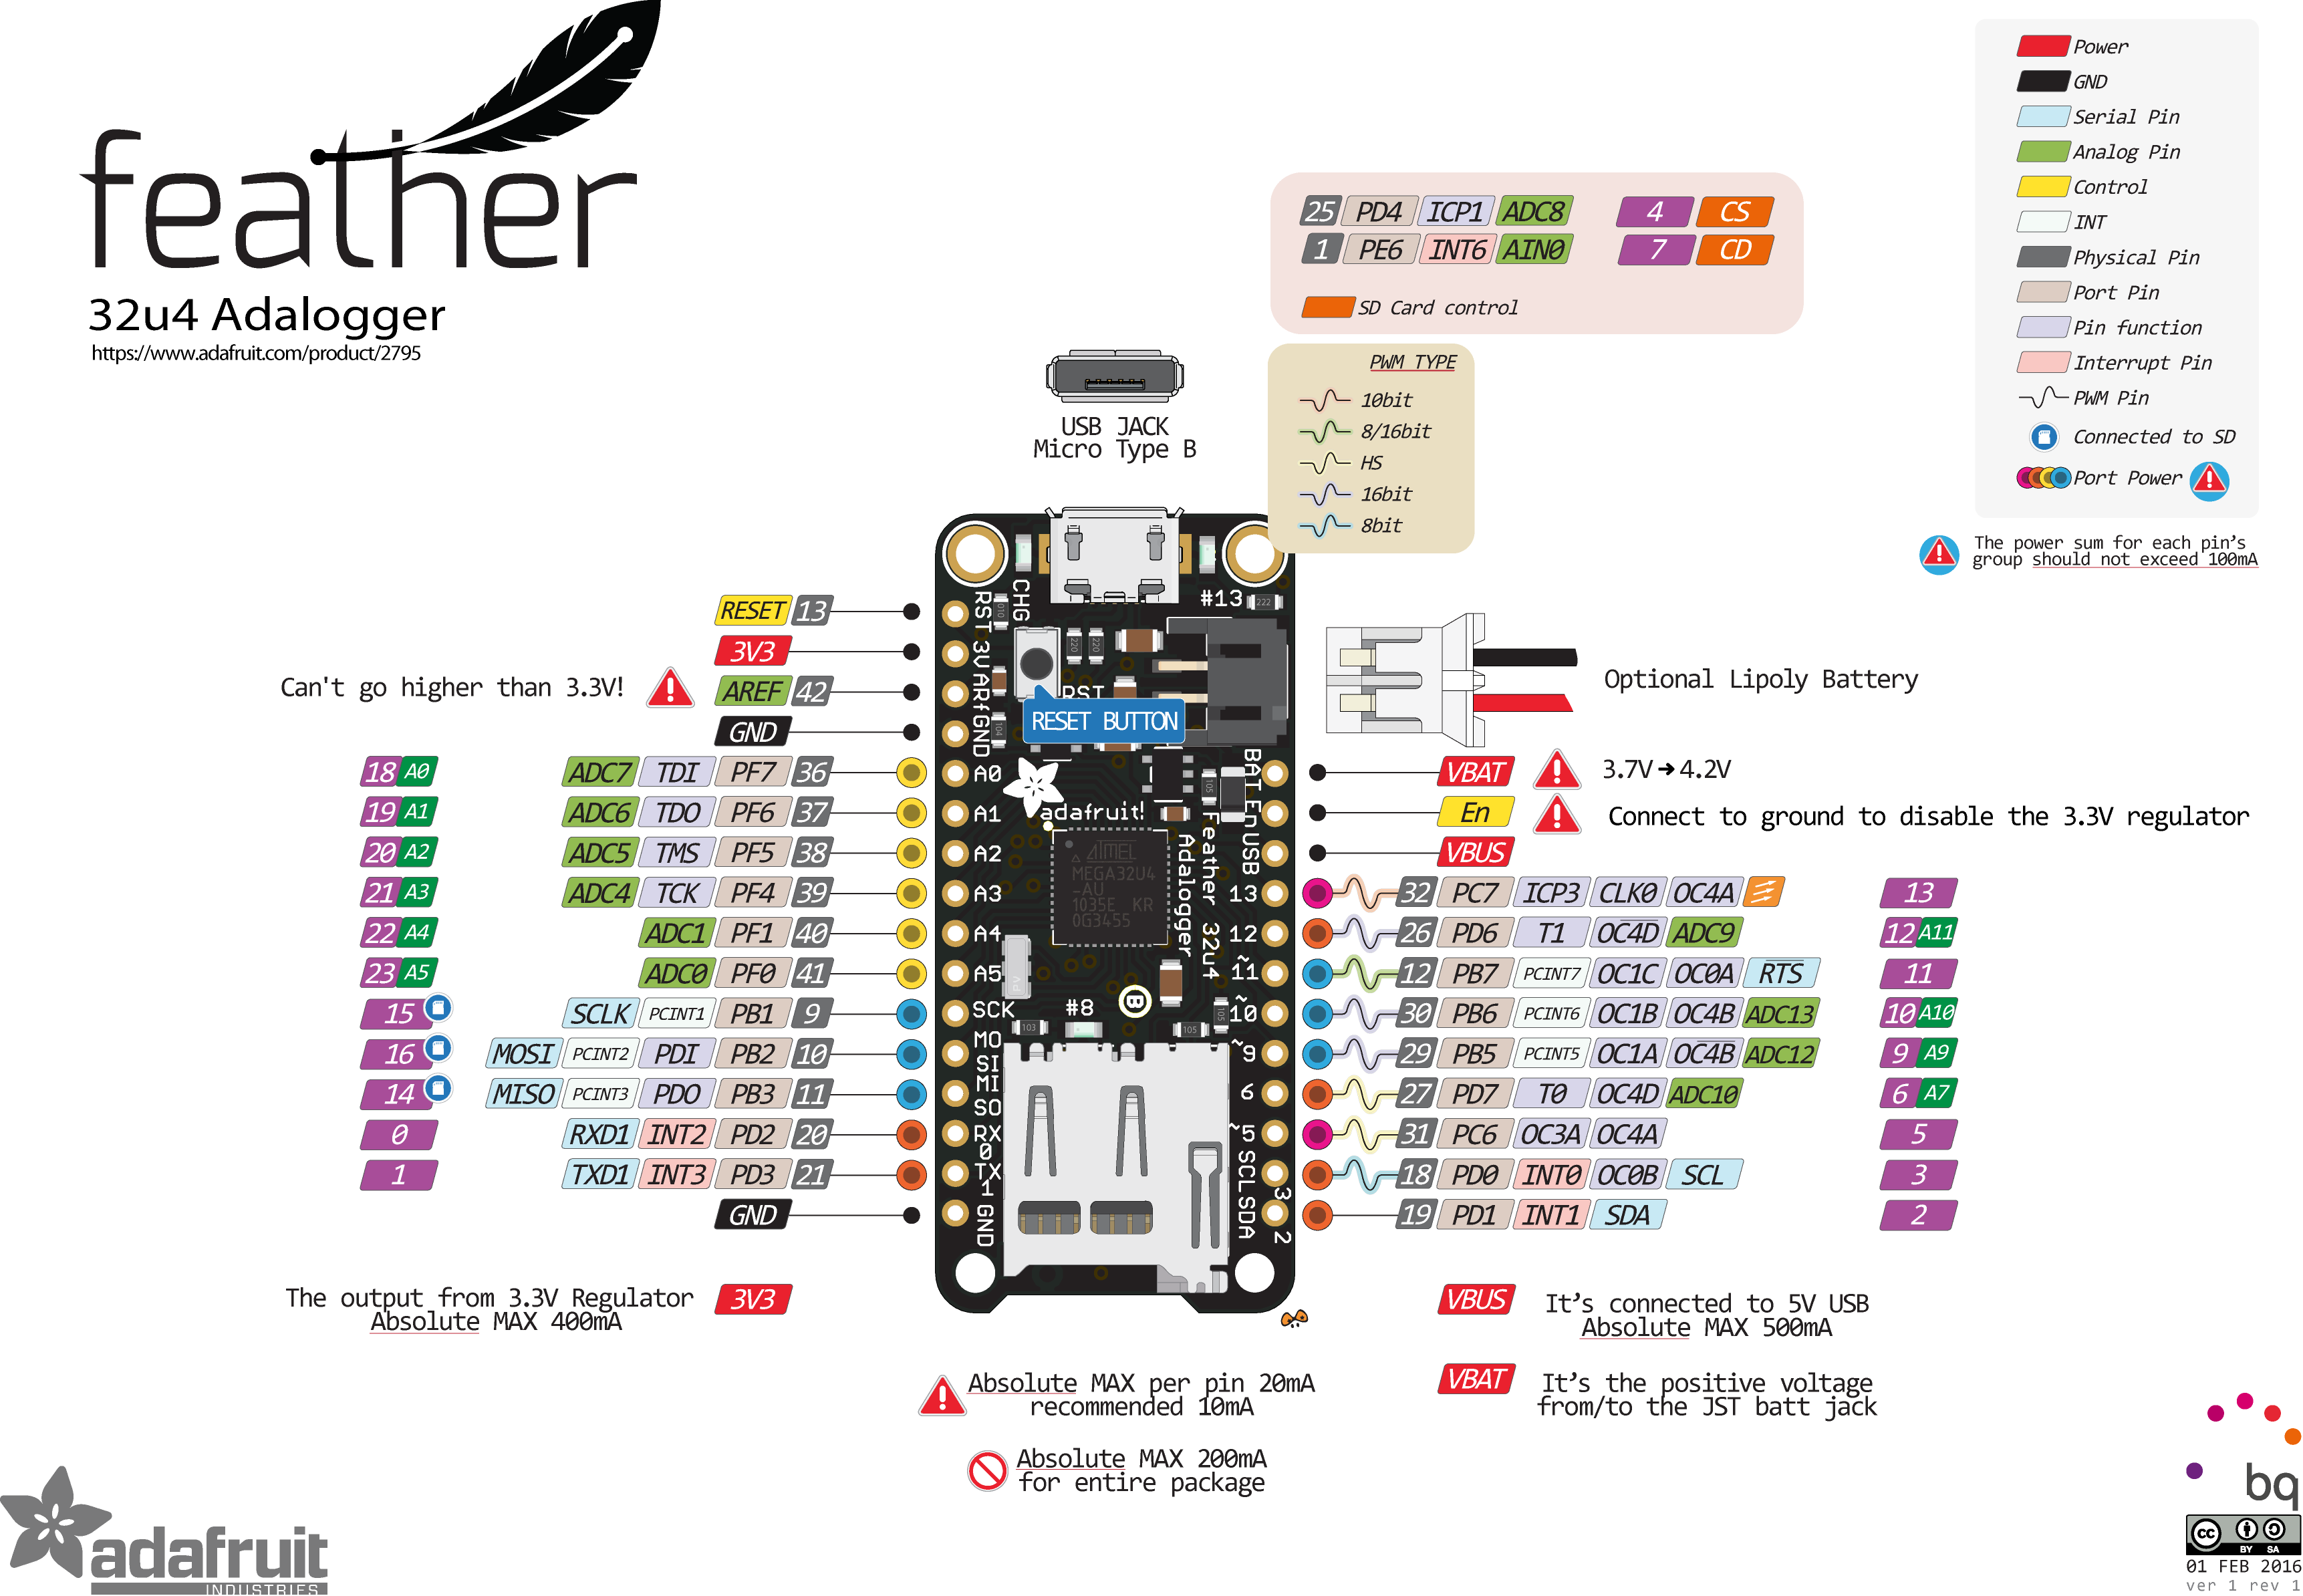 feather
32u4 Adalogger
https://www.adafruit.com/product/2795
Power
GND
Serial Pin
Analog Pin
Control
INT
Physical Pin
Port Pin
Pin function
Interrupt Pin
PWM Pin
Connected to SD
Port Power
The power sum for each pin's
group should not exceed 100mA
25 PD4 ICP1 ADC8 4 CS
1 PE6 INT6 AIN0 7 CD
SD Card control
PWM TYPE
10bit
8/16bit
HS
16bit
8bit
USB JACK
Micro Type B
RESET 13
3V3
Can't go higher than 3.3V! AREF 42
GND
18 A0 ADC7 TDI PF7 36
19 A1 ADC6 TDO PF6 37
20 A2 ADC5 TMS PF5 38
21 A3 ADC4 TCK PF4 39
22 A4 ADC1 PF1 40
23 A5 ADC0 PF0 41
15 SCLK PCINT1 PB1 9
16 MOSI PCINT2 PDI PB2 10
14 MISO PCINT3 PDO PB3 11
0 RXD1 INT2 PD2 20
1 TXD1 INT3 PD3 21
GND
RST
3V
ARf
GND
A0
A1
A2
A3
A4
A5
SCK
MO
SI
MI
SO
RX
0
TX
1
GND
CHG
#13
222
010
220
220
RST
RESET BUTTON
104
105
adafruit!
ATMEL
MEGA32U4
-AU
1035E KR
0G3455
Feather 32u4
Adalogger
#8
B
103
105
105
BAT
En
USB
13
12
~11
~10
~9
6
~5
SCL
3
SDA
2
Optional Lipoly Battery
VBAT 3.7V→4.2V
En Connect to ground to disable the 3.3V regulator
VBUS
32 PC7 ICP3 CLK0 OC4A 13
26 PD6 T1 OC4D ADC9 12 A11
12 PB7 PCINT7 OC1C OC0A RTS 11
30 PB6 PCINT6 OC1B OC4B ADC13 10 A10
29 PB5 PCINT5 OC1A OC4B ADC12 9 A9
27 PD7 T0 OC4D ADC10 6 A7
31 PC6 OC3A OC4A 5
18 PD0 INT0 OC0B SCL 3
19 PD1 INT1 SDA 2
The output from 3.3V Regulator 3V3
Absolute MAX 400mA
VBUS It's connected to 5V USB
Absolute MAX 500mA
VBAT It's the positive voltage
from/to the JST batt jack
Absolute MAX per pin 20mA
recommended 10mA
Absolute MAX 200mA
for entire package
adafruit
INDUSTRIES
bq
cc BY SA
01 FEB 2016
ver 1 rev 1